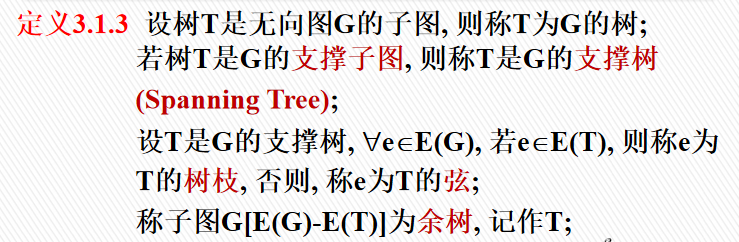 定义3.1.3 设树T是无向图G的子图, 则称T为G的树;
若树T是G的支撑子图, 则称T是G的支撑树
(Spanning Tree);
设T是G的支撑树, ∀e∈E(G), 若e∈E(T), 则称e为
T的树枝, 否则, 称e为T的弦;
称子图G[E(G)-E(T)]为余树, 记作T;